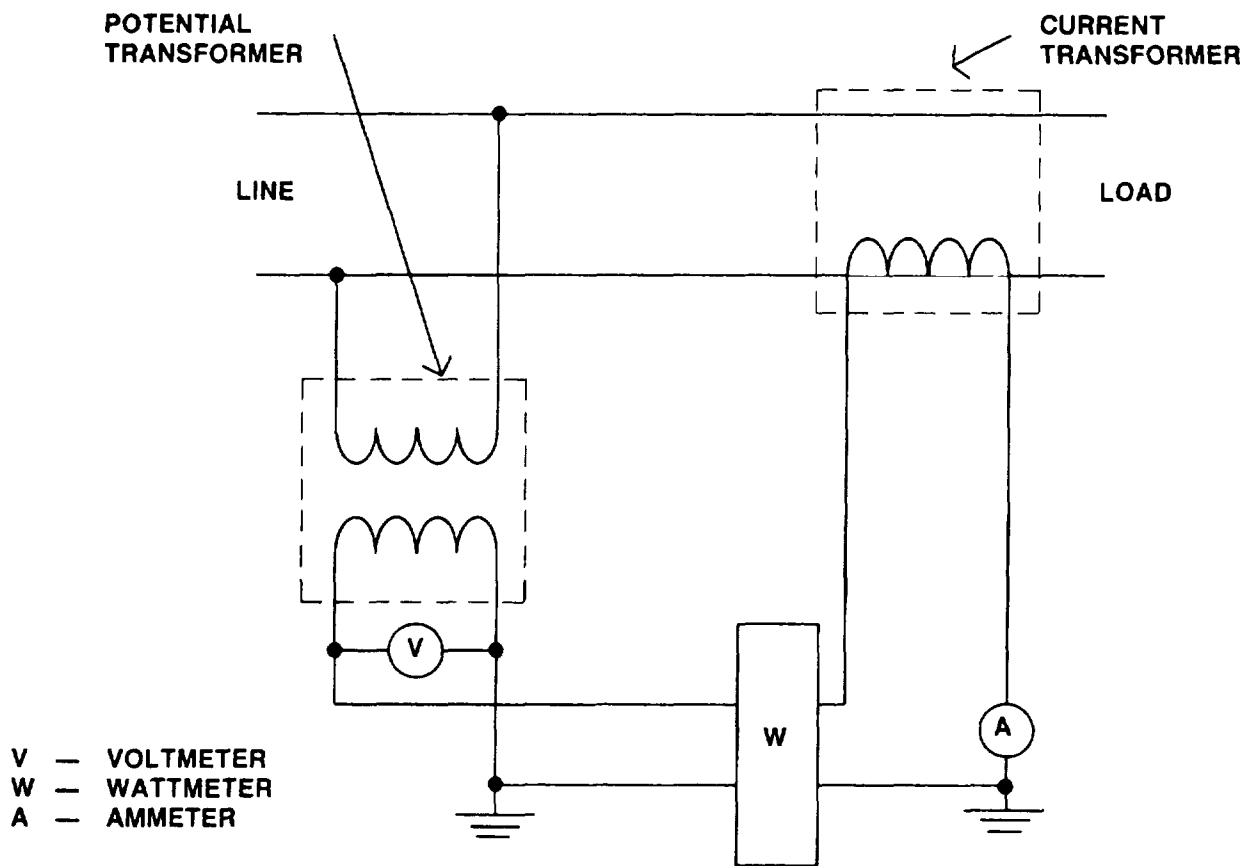 POTENTIAL
TRANSFORMER
CURRENT
TRANSFORMER
LINE
LOAD
V
W
A
V — VOLTMETER
W — WATTMETER
A — AMMETER